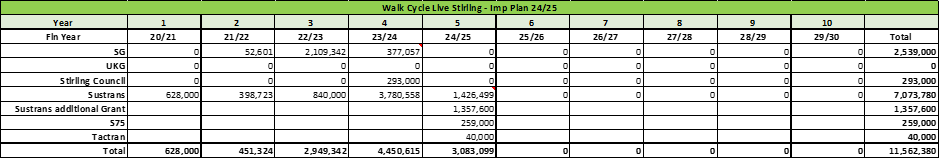 Walk Cycle Live Stirling - Imp Plan 24/25
Year 1 2 3 4 5 6 7 8 9 10
Fin Year 20/21 21/22 22/23 23/24 24/25 25/26 26/27 27/28 28/29 29/30 Total
SG 0 52,601 2,109,342 377,057 0 0 0 0 0 0 2,539,000
UKG 0 0 0 0 0 0 0 0 0 0 0
Stirling Council 0 0 0 293,000 0 0 0 0 0 0 293,000
Sustrans 628,000 398,723 840,000 3,780,558 1,426,499 0 0 0 0 0 7,073,780
Sustrans additional Grant 1,357,600 1,357,600
S75 259,000 259,000
Tactran 40,000 40,000
Total 628,000 451,324 2,949,342 4,450,615 3,083,099 0 0 0 0 0 11,562,380